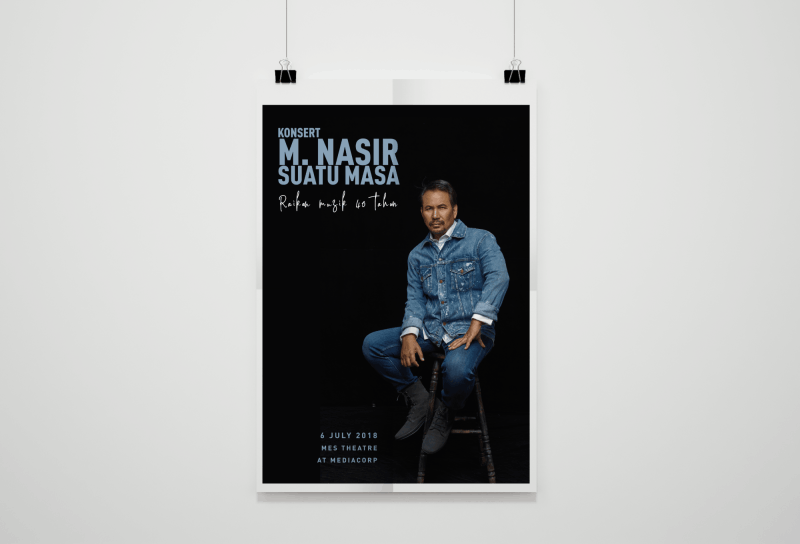 KONSERT
M. NASIR
SUATU MASA
Raikan muzik 40 tahun
6 JULY 2018
MES THEATRE
AT MEDIACORP